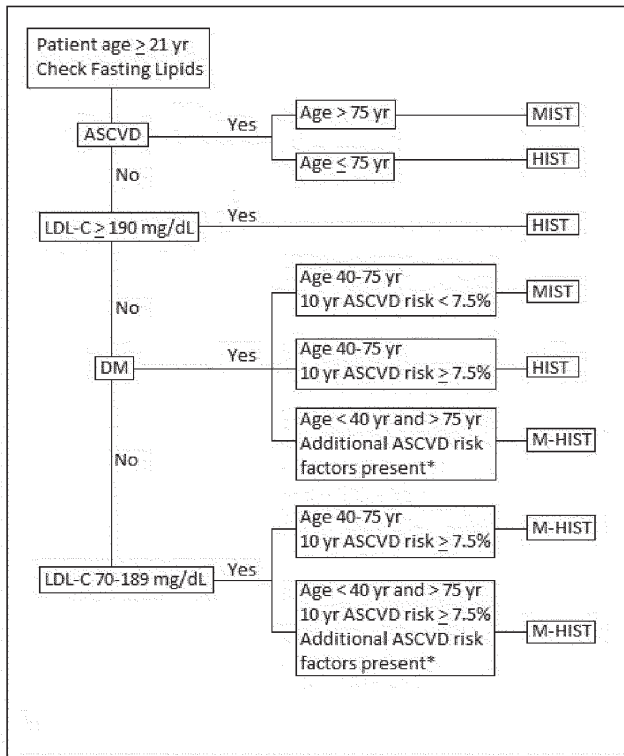 Patient age ≥ 21 yr
Check Fasting Lipids
ASCVD
Yes
Age > 75 yr
MIST
Age ≤ 75 yr
HIST
No
LDL-C ≥ 190 mg/dL
Yes
HIST
No
Age 40-75 yr
10 yr ASCVD risk < 7.5%
MIST
DM
Yes
Age 40-75 yr
10 yr ASCVD risk ≥ 7.5%
HIST
Age < 40 yr and > 75 yr
Additional ASCVD risk
factors present*
M-HIST
No
Age 40-75 yr
10 yr ASCVD risk ≥ 7.5%
M-HIST
LDL-C 70-189 mg/dL
Yes
Age < 40 yr and > 75 yr
10 yr ASCVD risk ≥ 7.5%
Additional ASCVD risk
factors present*
M-HIST